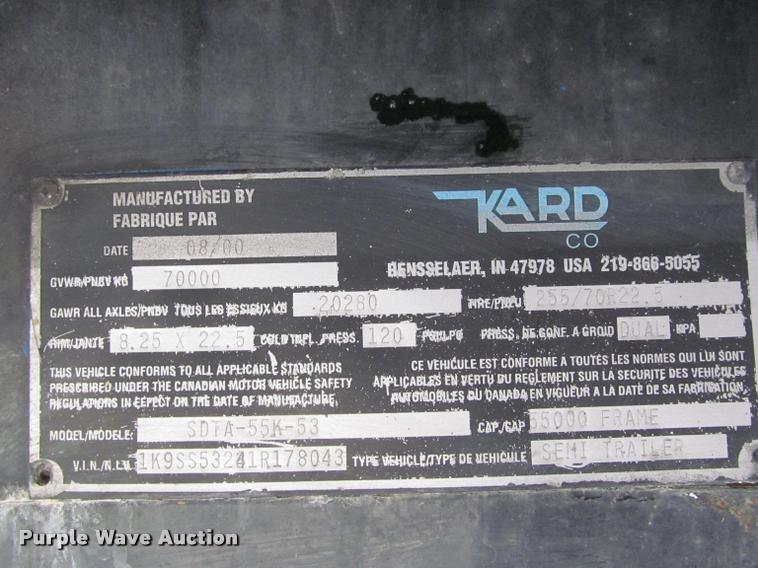 MANUFACTURED BY
FABRIQUE PAR
KARD
CO
DATE 08/00
RENSSELAER, IN 47978 USA 219-866-5055
GVWR/PNBV KG 70000
GAWR ALL AXLES/PNBV TOUS LES ESSIEUX KG 20280 TIRE/PNEU 255/70R22.5
RIM/JANTE 8.25 X 22.5 COLD INFL. PRESS. 120 PSI/LPC PRESS. DE GONF. A GROID DUAL KPA
THIS VEHICLE CONFORMS TO ALL APPLICABLE STANDARDS
PRESCRIBED UNDER THE CANADIAN MOTOR VEHICLE SAFETY
REGULATIONS IN EFFECT ON THE DATE OF MANUFACTURE.
CE VEHICULE EST CONFORME A TOUTES LES NORMES QUI LUI SONT
APPLICABLES EN VERTU DU REGLEMENT SUR LA SECURITE DES VEHICULES
AUTOMOBILES DU CANADA EN VIGUEUR A LA DATE DE SA FABRICATION.
MODEL/MODELE: SDTA-55K-53 CAP./CAP 55000 FRAME
V.I.N./N.I.V. 1K9SS53241R178043 TYPE VEHICLE/TYPE DE VEHICULE SEMI TRAILER
Purple Wave Auction